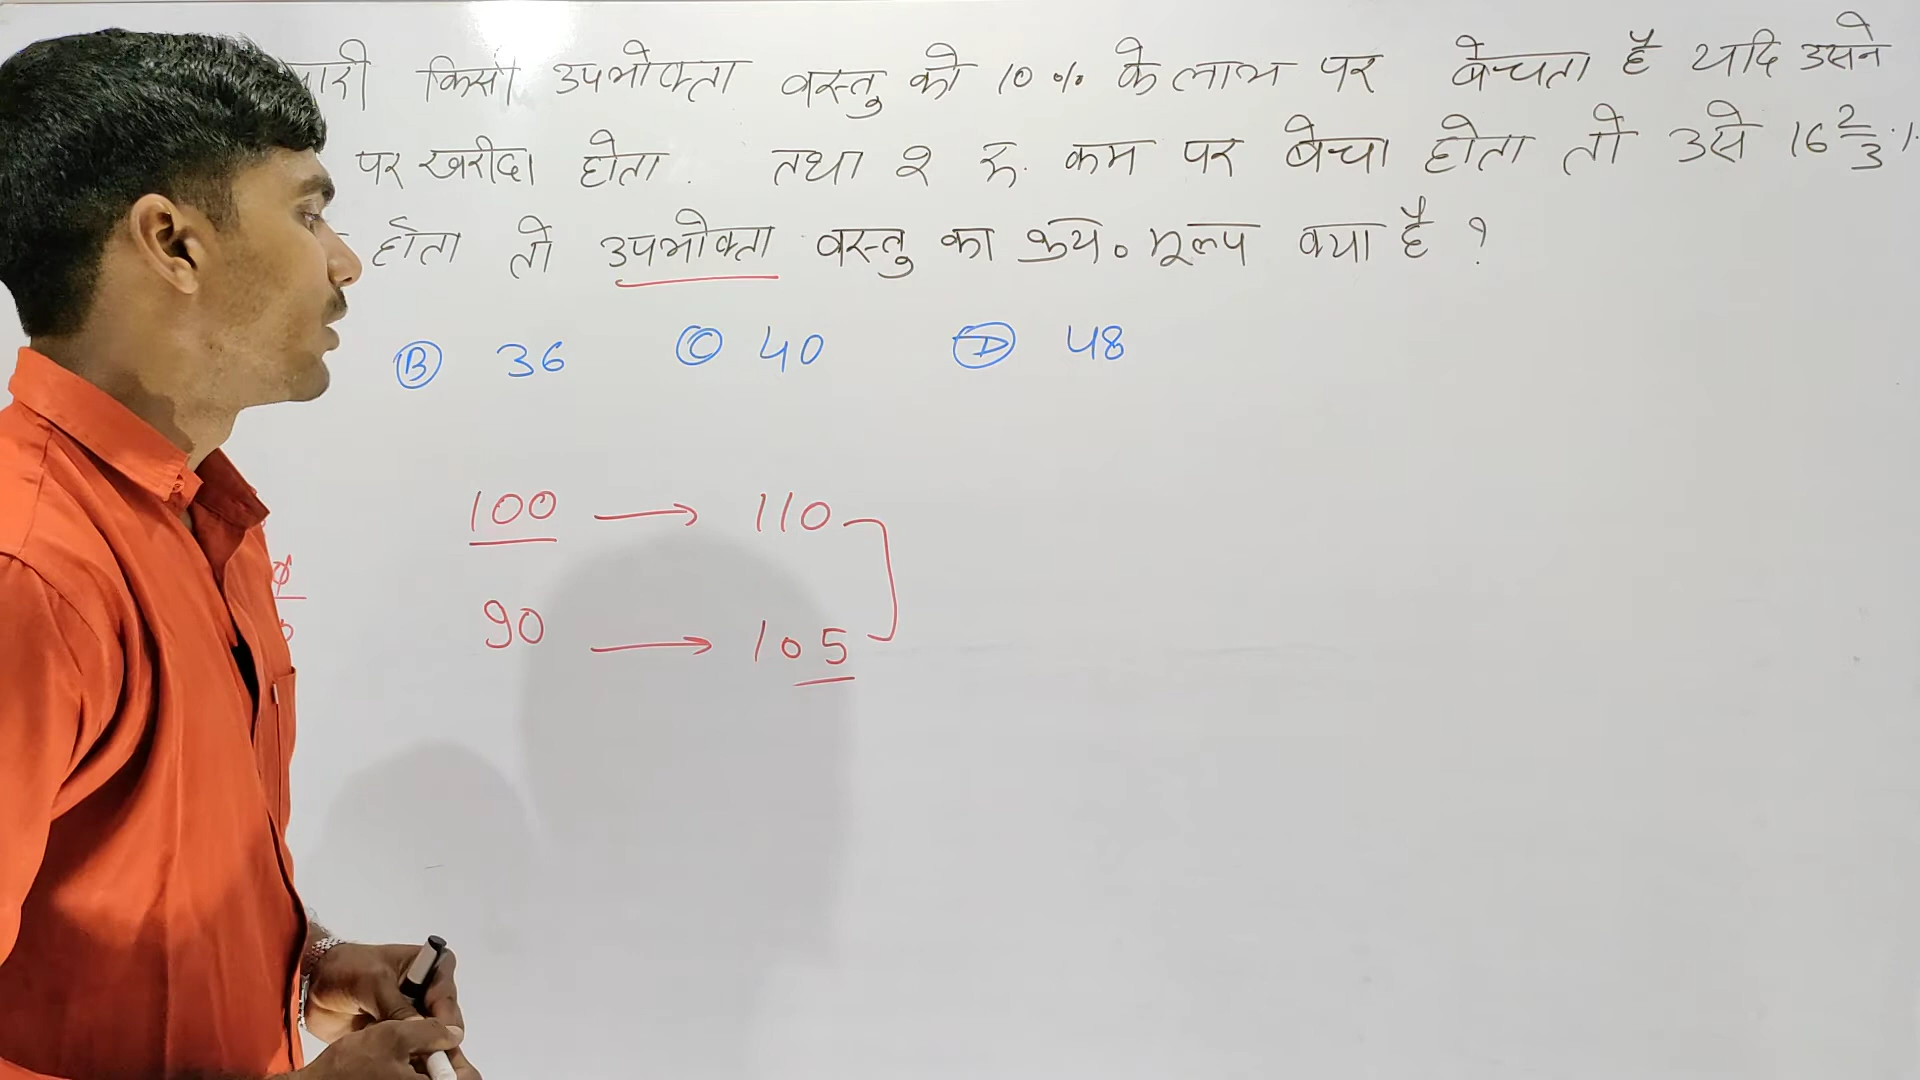 किसी उपभोक्ता वस्तु को 10% के लाभ पर बेचता है यदि उसने
पर खरीदा होता. तथा २ रु. कम पर बेचा होता तो उसे 16 2/3 %
होता तो उपभोक्ता वस्तु का क्रय० मूल्य क्या है ?
Ⓑ 36 Ⓒ 40 Ⓓ 48
100 → 110
90 → 105